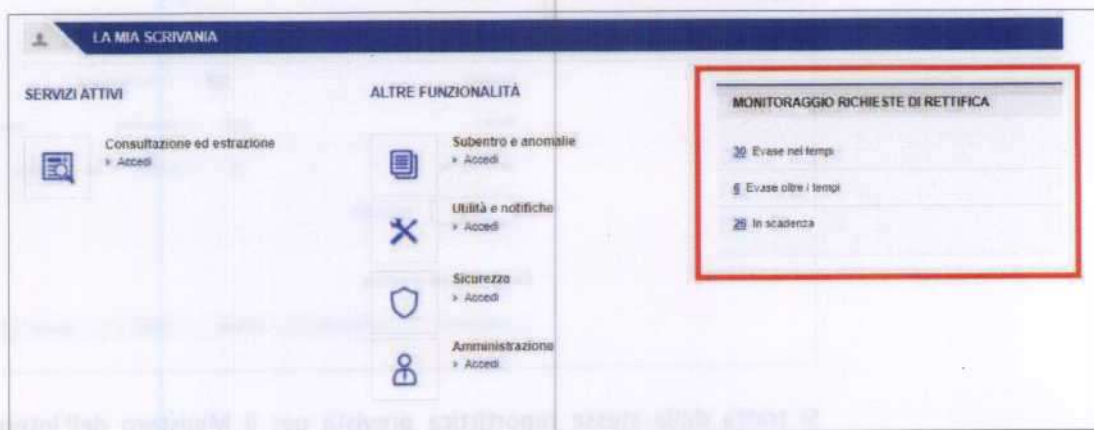 LA MIA SCRIVANIA
SERVIZI ATTIVI
Consultazione ed estrazione
» Accedi
ALTRE FUNZIONALITÀ
Subentro e anomalie
» Accedi
Utilità e notifiche
» Accedi
Sicurezza
» Accedi
Amministrazione
» Accedi
MONITORAGGIO RICHIESTE DI RETTIFICA
30 Evase nei tempi
6 Evase oltre i tempi
26 In scadenza